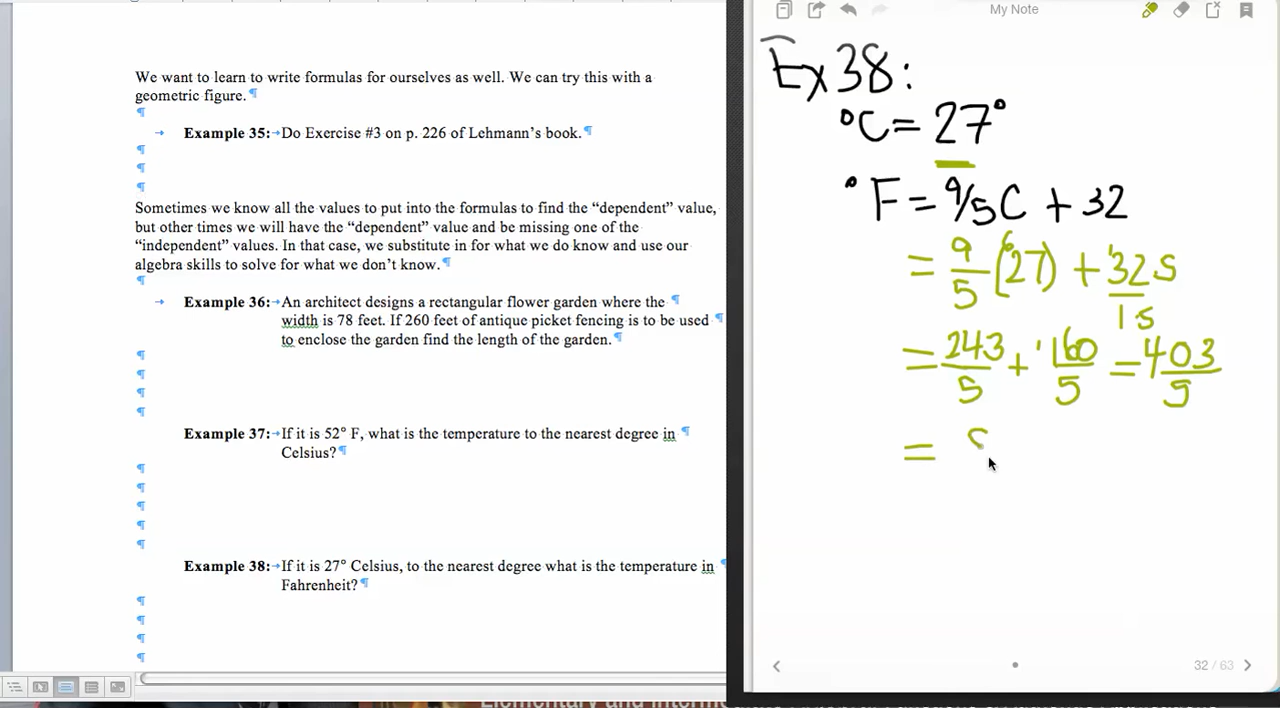 We want to learn to write formulas for ourselves as well. We can try this with a
geometric figure.¶
¶
→ Example 35:→Do Exercise #3 on p. 226 of Lehmann's book.¶
¶
¶
¶
Sometimes we know all the values to put into the formulas to find the “dependent” value,
but other times we will have the “dependent” value and be missing one of the
“independent” values. In that case, we substitute in for what we do know and use our
algebra skills to solve for what we don't know.¶
¶
→ Example 36:→An architect designs a rectangular flower garden where the ¶
width is 78 feet. If 260 feet of antique picket fencing is to be used ¶
to enclose the garden find the length of the garden.¶
¶
¶
¶
¶
Example 37:→If it is 52° F, what is the temperature to the nearest degree in ¶
Celsius?¶
¶
¶
¶
¶
¶
Example 38:→If it is 27° Celsius, to the nearest degree what is the temperature in
Fahrenheit?¶
¶
¶
¶
¶
My Note
Ex 38:
°C = 27°
°F = 9/5 C + 32
= 9/5 (27) + 32/1 5/5
= 243/5 + 160/5 = 403/5
=
32 / 63